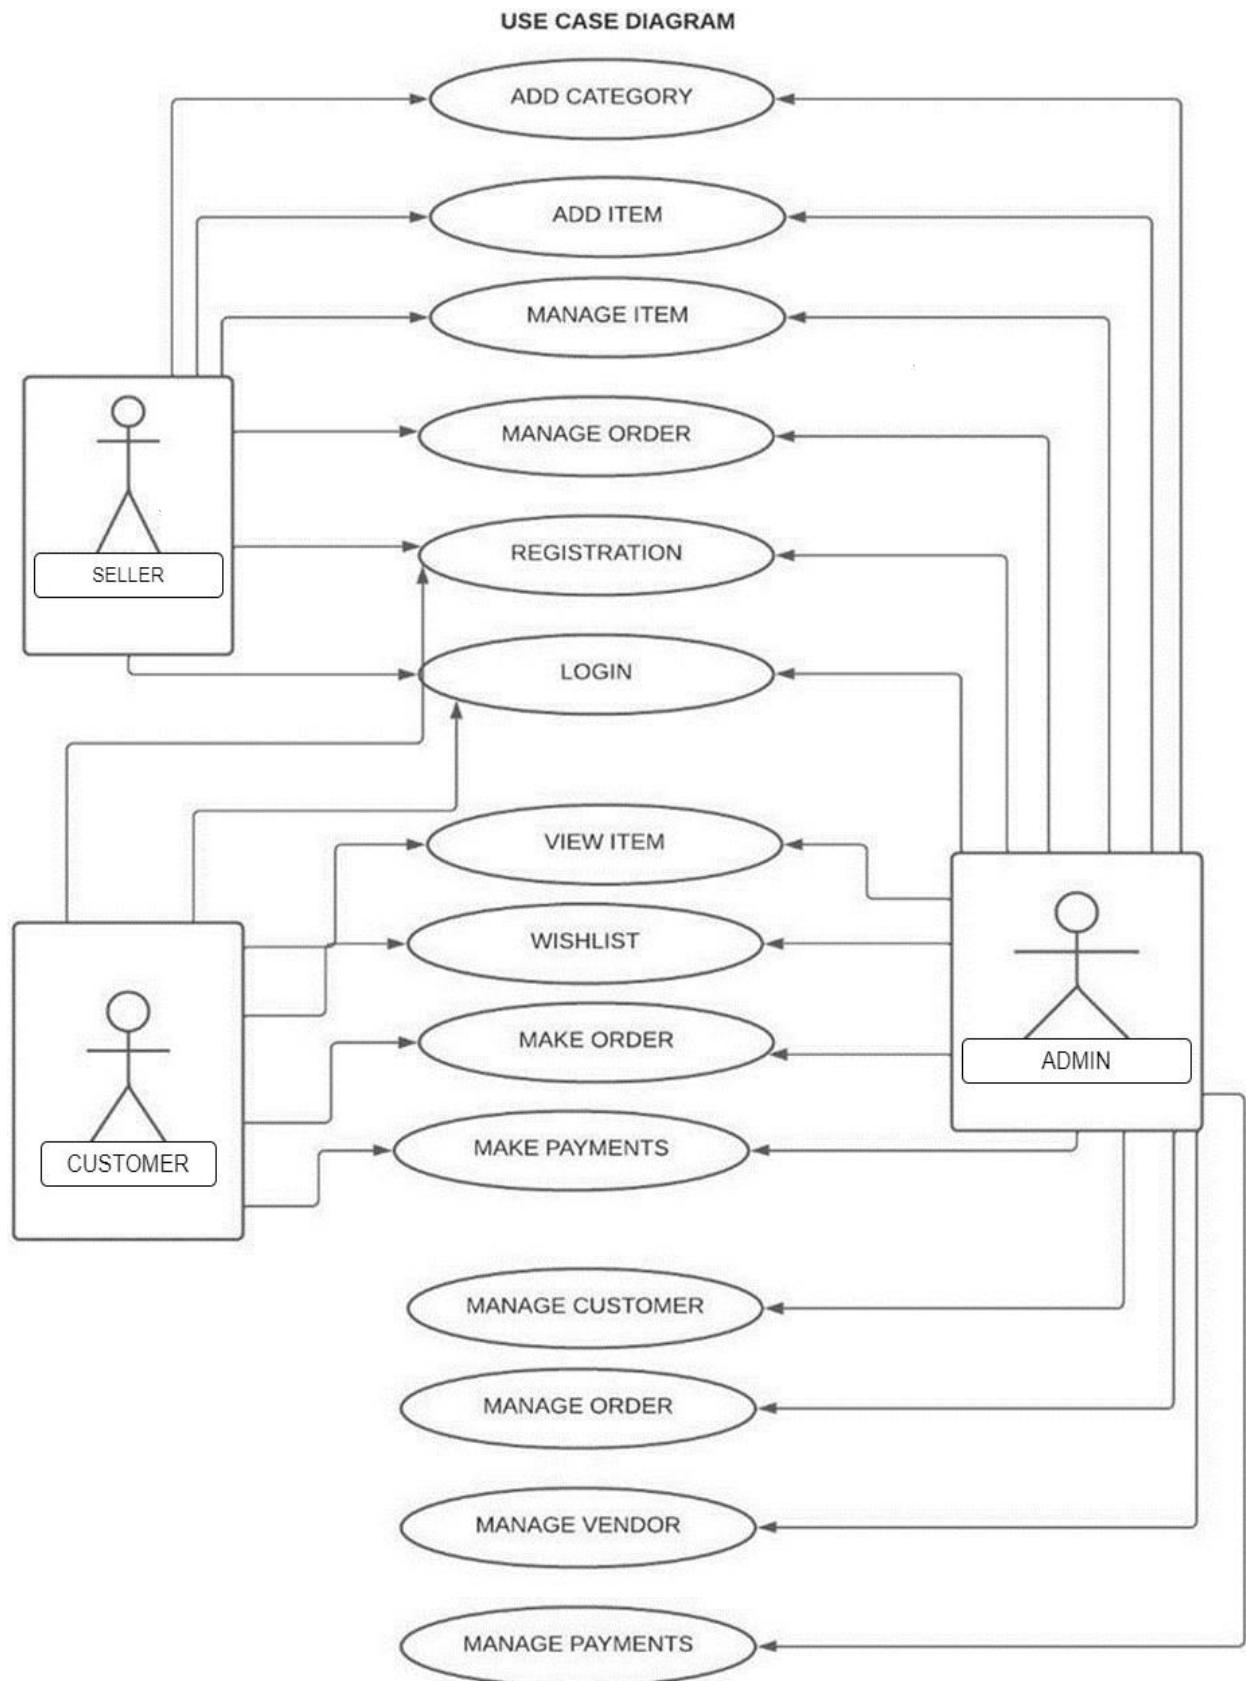 USE CASE DIAGRAM
ADD CATEGORY
ADD ITEM
MANAGE ITEM
MANAGE ORDER
REGISTRATION
SELLER
LOGIN
VIEW ITEM
WISHLIST
MAKE ORDER
ADMIN
MAKE PAYMENTS
CUSTOMER
MANAGE CUSTOMER
MANAGE ORDER
MANAGE VENDOR
MANAGE PAYMENTS